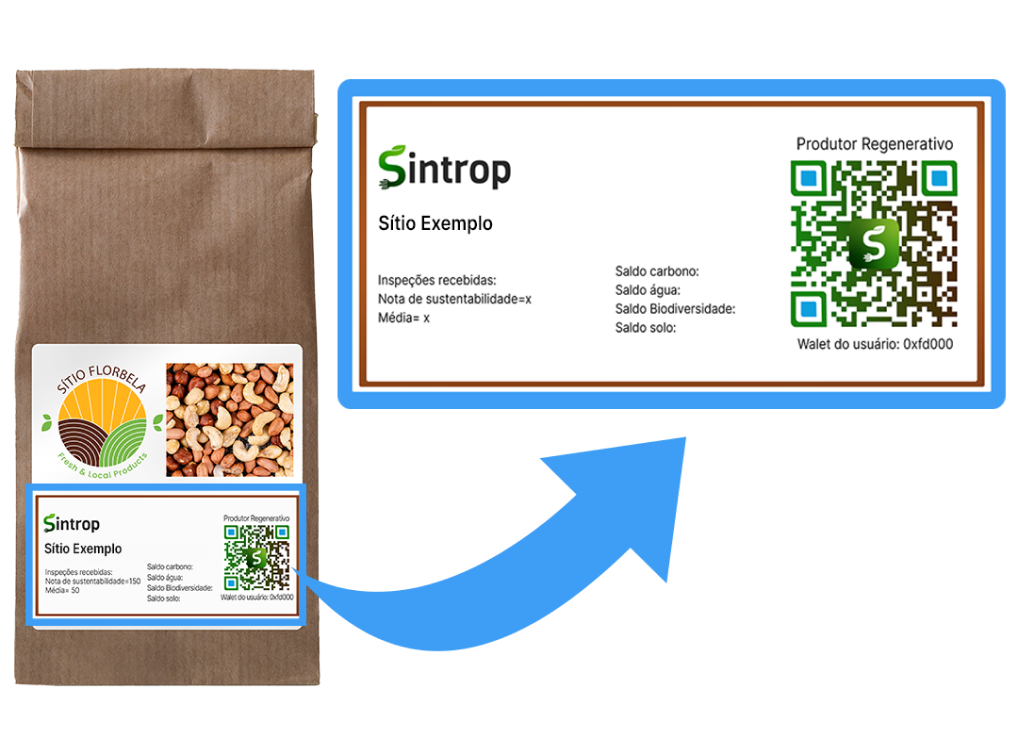 SÍTIO FLORBELA
Fresh & Local Products
Sintrop
Sítio Exemplo
Inspeções recebidas:
Nota de sustentabilidade=150
Média= 50
Saldo carbono:
Saldo água:
Saldo Biodiversidade:
Saldo solo:
Produtor Regenerativo
S
Walet do usuário: 0xfd000
Sintrop
Sítio Exemplo
Inspeções recebidas:
Nota de sustentabilidade=x
Média= x
Saldo carbono:
Saldo água:
Saldo Biodiversidade:
Saldo solo:
Produtor Regenerativo
S
Walet do usuário: 0xfd000